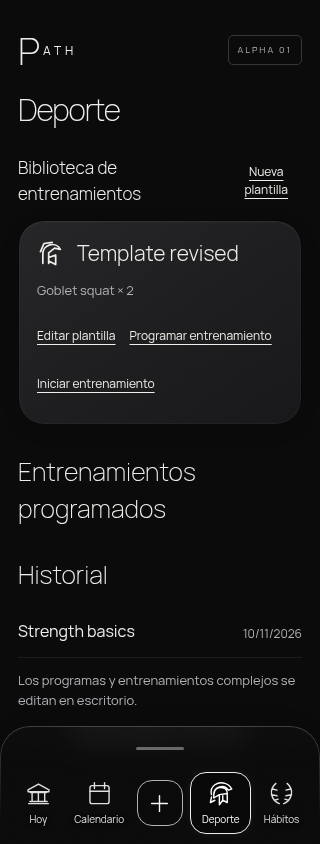 PATH
ALPHA 01
Deporte
Biblioteca de
entrenamientos
Nueva
plantilla
Template revised
Goblet squat × 2
Editar plantilla Programar entrenamiento
Iniciar entrenamiento
Entrenamientos
programados
Historial
Strength basics 10/11/2026
Los programas y entrenamientos complejos se
editan en escritorio.
Hoy Calendario Deporte Hábitos